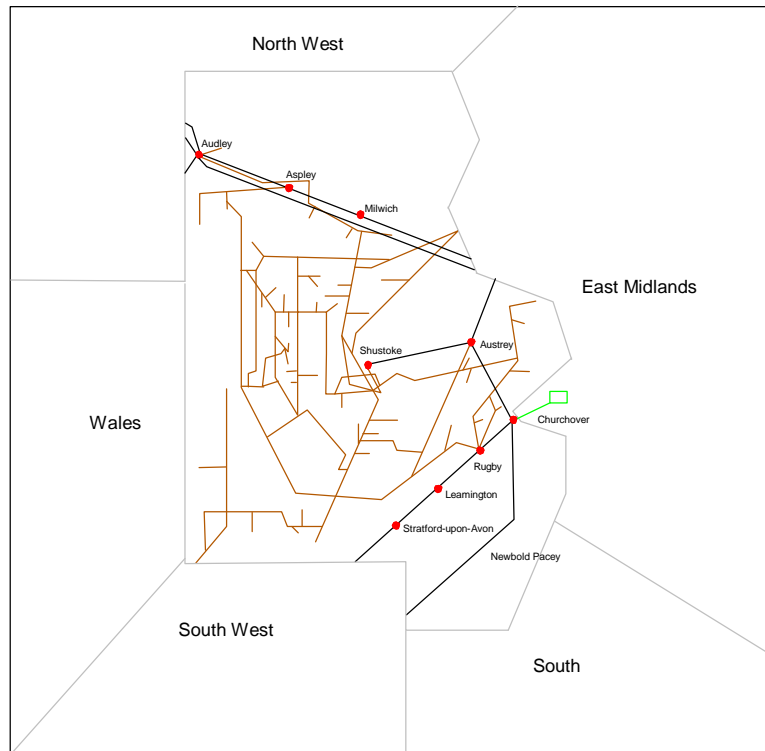 North West
Audley
Aspley
Milwich
East Midlands
Austrey
Shustoke
Wales
Churchover
Rugby
Leamington
Stratford-upon-Avon
Newbold Pacey
South West
South